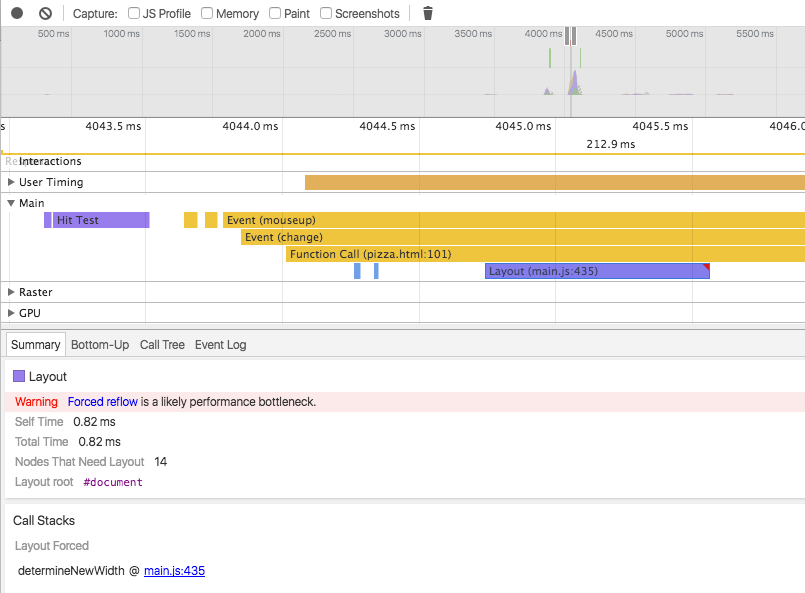 Capture: JS Profile Memory Paint Screenshots
500 ms 1000 ms 1500 ms 2000 ms 2500 ms 3000 ms 3500 ms 4000 ms 4500 ms 5000 ms 5500 ms
s 4043.5 ms 4044.0 ms 4044.5 ms 4045.0 ms 4045.5 ms 4046.0
212.9 ms
Interactions
User Timing
Main
Hit Test Event (mouseup)
Event (change)
Function Call (pizza.html:101)
Layout (main.js:435)
Raster
GPU
Summary Bottom-Up Call Tree Event Log
Layout
Warning Forced reflow is a likely performance bottleneck.
Self Time 0.82 ms
Total Time 0.82 ms
Nodes That Need Layout 14
Layout root #document
Call Stacks
Layout Forced
determineNewWidth @ main.js:435